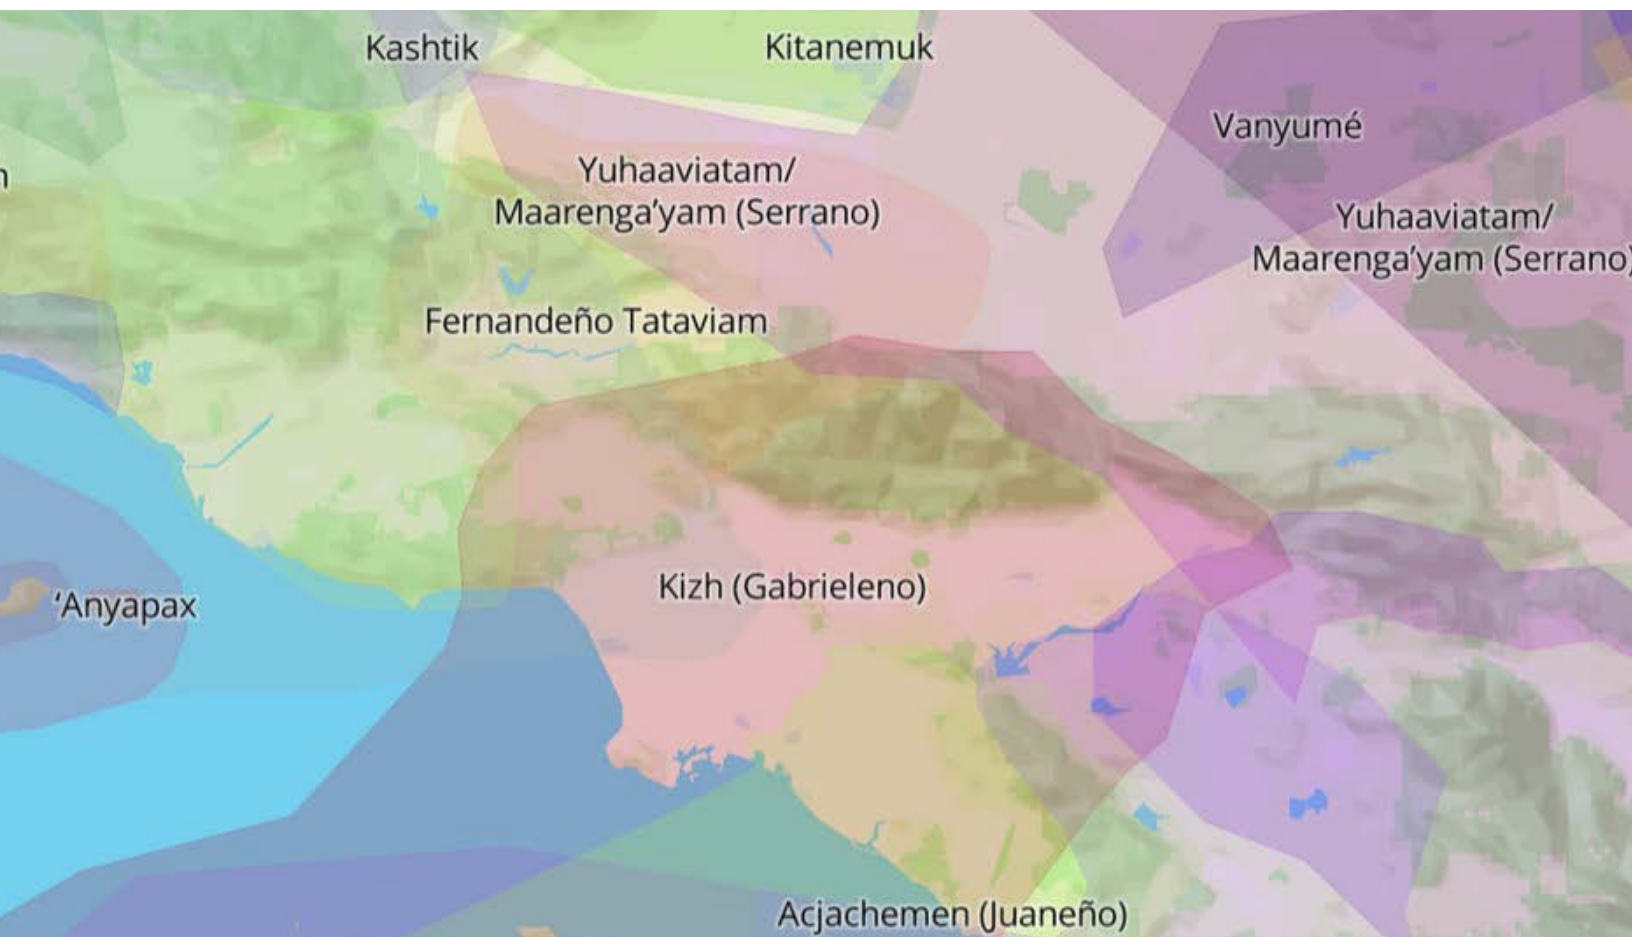 Kashtik
Kitanemuk
Vanyumé
Yuhaaviatam/
Maarenga’yam (Serrano)
Yuhaaviatam/
Maarenga’yam (Serrano)
Fernandeño Tataviam
Kizh (Gabrieleno)
‘Anyapax
Acjachemen (Juaneño)